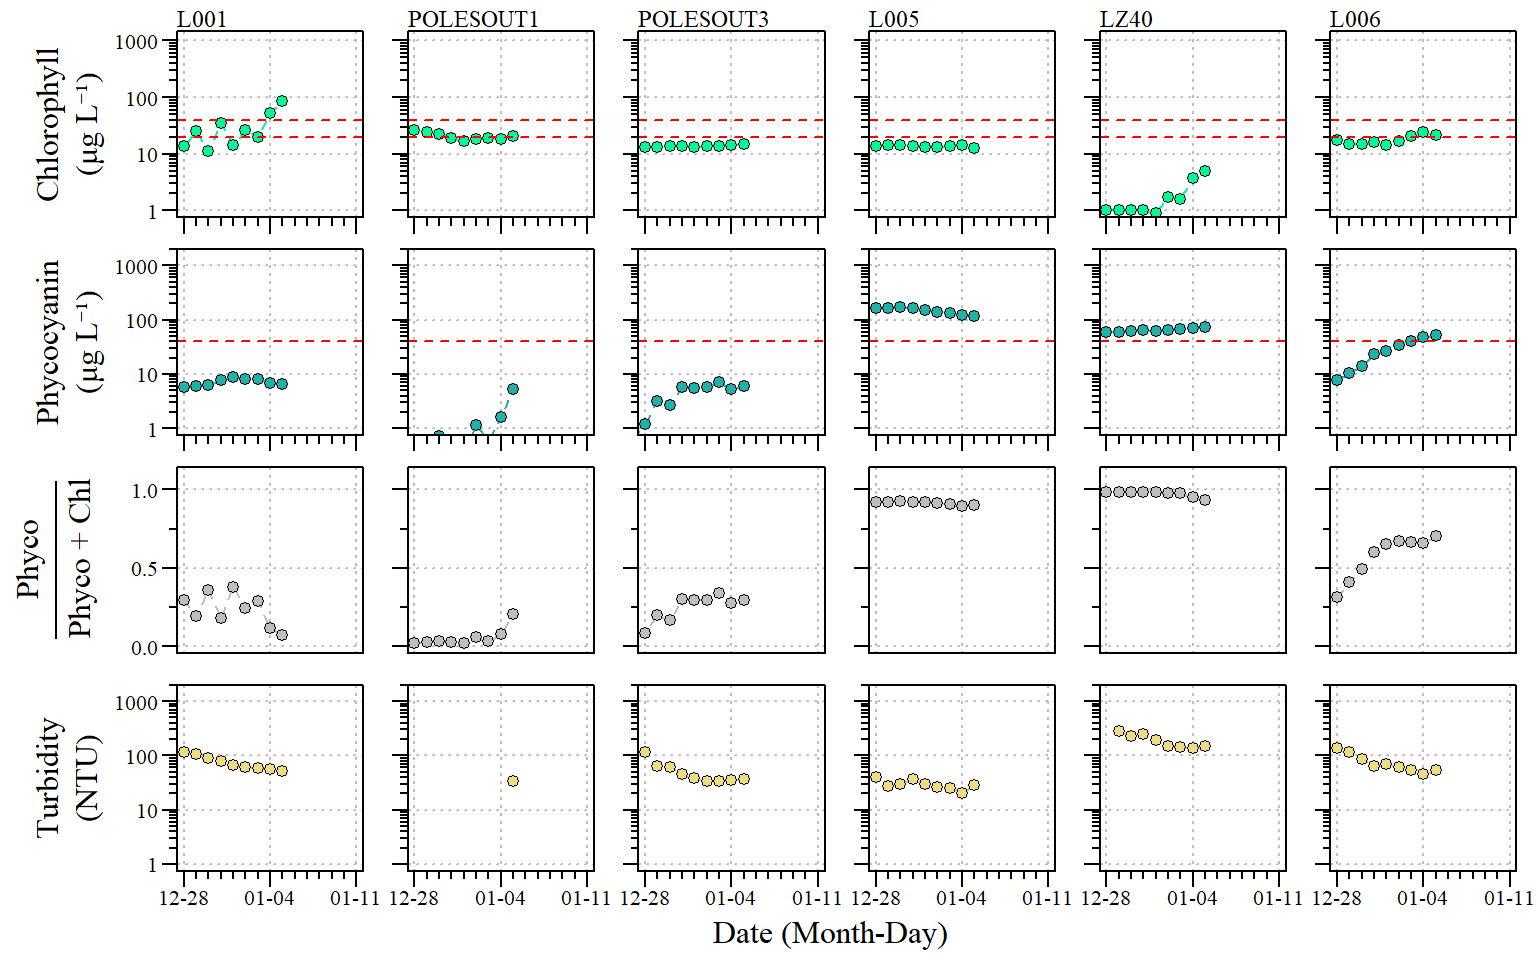 L001 POLESOUT1 POLESOUT3 L005 LZ40 L006
Chlorophyll
(µg L⁻¹)
1000
100
10
1
Phycocyanin
(µg L⁻¹)
1000
100
10
1
Phyco
Phyco + Chl
1.0
0.5
0.0
Turbidity
(NTU)
1000
100
10
1
12-28 01-04 01-11 12-28 01-04 01-11 12-28 01-04 01-11 12-28 01-04 01-11 12-28 01-04 01-11 12-28 01-04 01-11
Date (Month-Day)